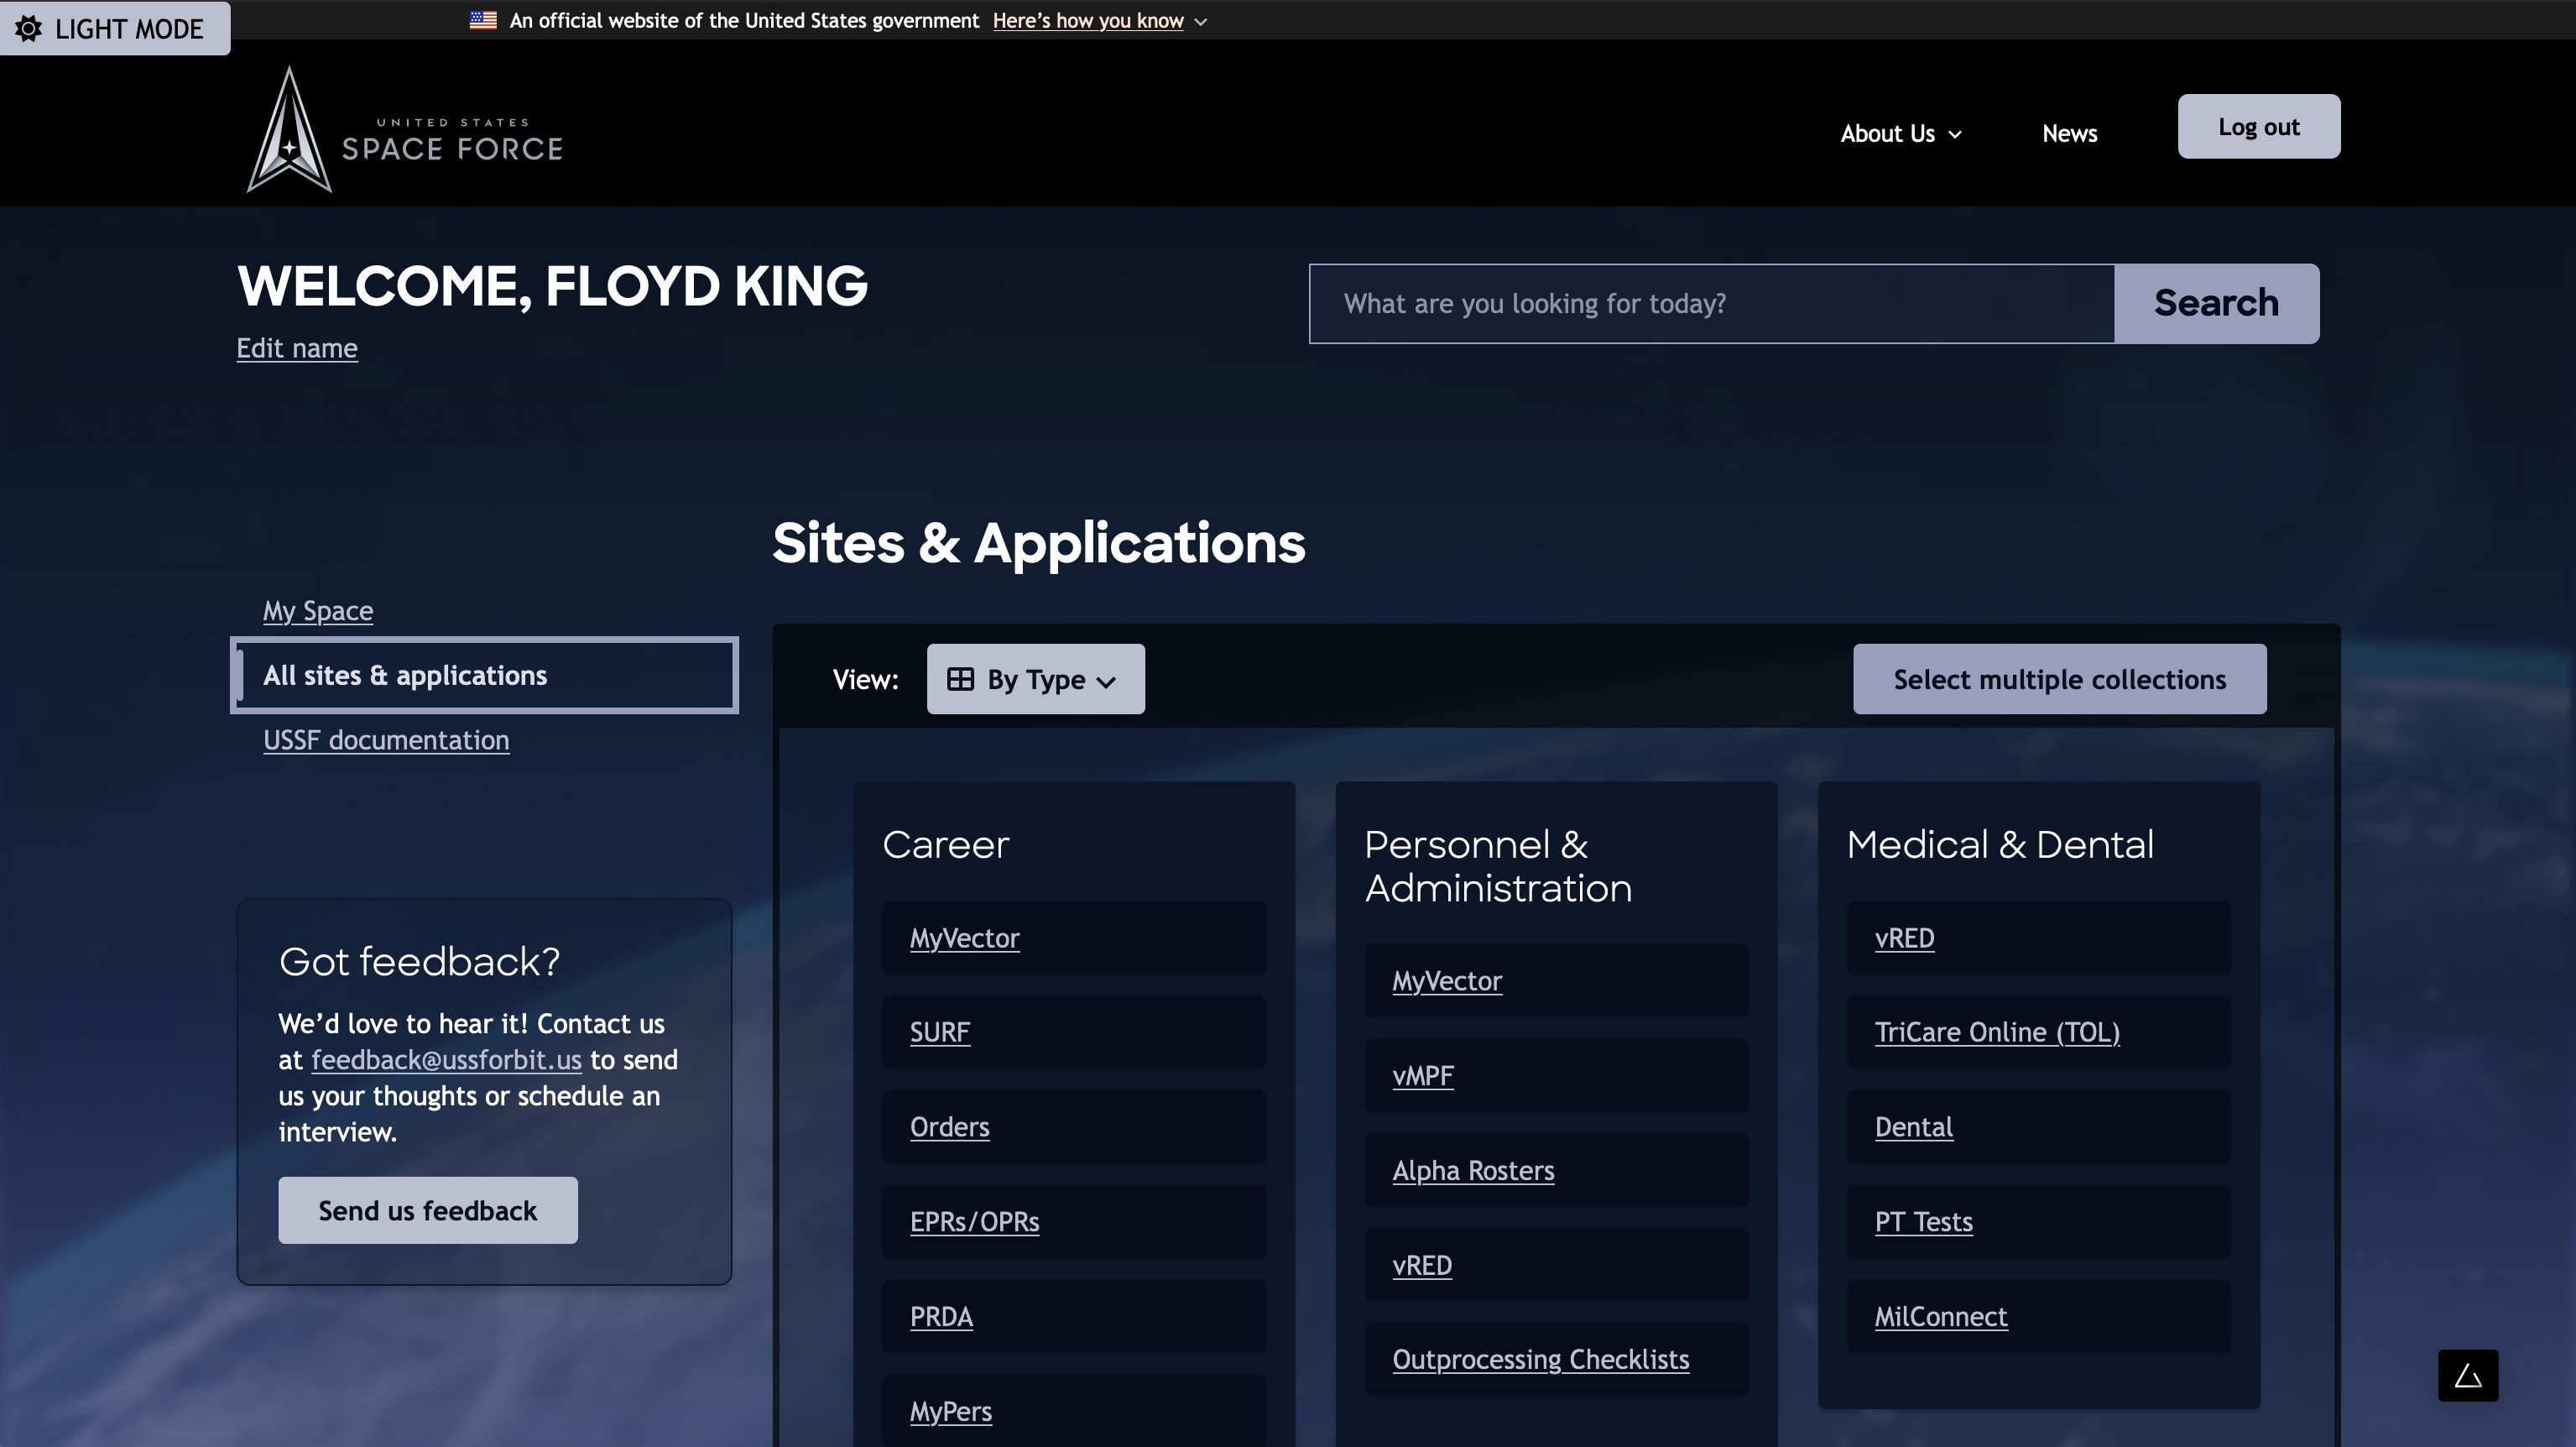 LIGHT MODE
An official website of the United States government Here’s how you know
UNITED STATES
SPACE FORCE
About Us
News
Log out
WELCOME, FLOYD KING
Edit name
What are you looking for today?
Search
Sites & Applications
My Space
All sites & applications
USSF documentation
View:
By Type
Select multiple collections
Got feedback?
We’d love to hear it! Contact us
at feedback@ussforbit.us to send
us your thoughts or schedule an
interview.
Send us feedback
Career
MyVector
SURF
Orders
EPRs/OPRs
PRDA
MyPers
Personnel &
Administration
MyVector
vMPF
Alpha Rosters
vRED
Outprocessing Checklists
Medical & Dental
vRED
TriCare Online (TOL)
Dental
PT Tests
MilConnect